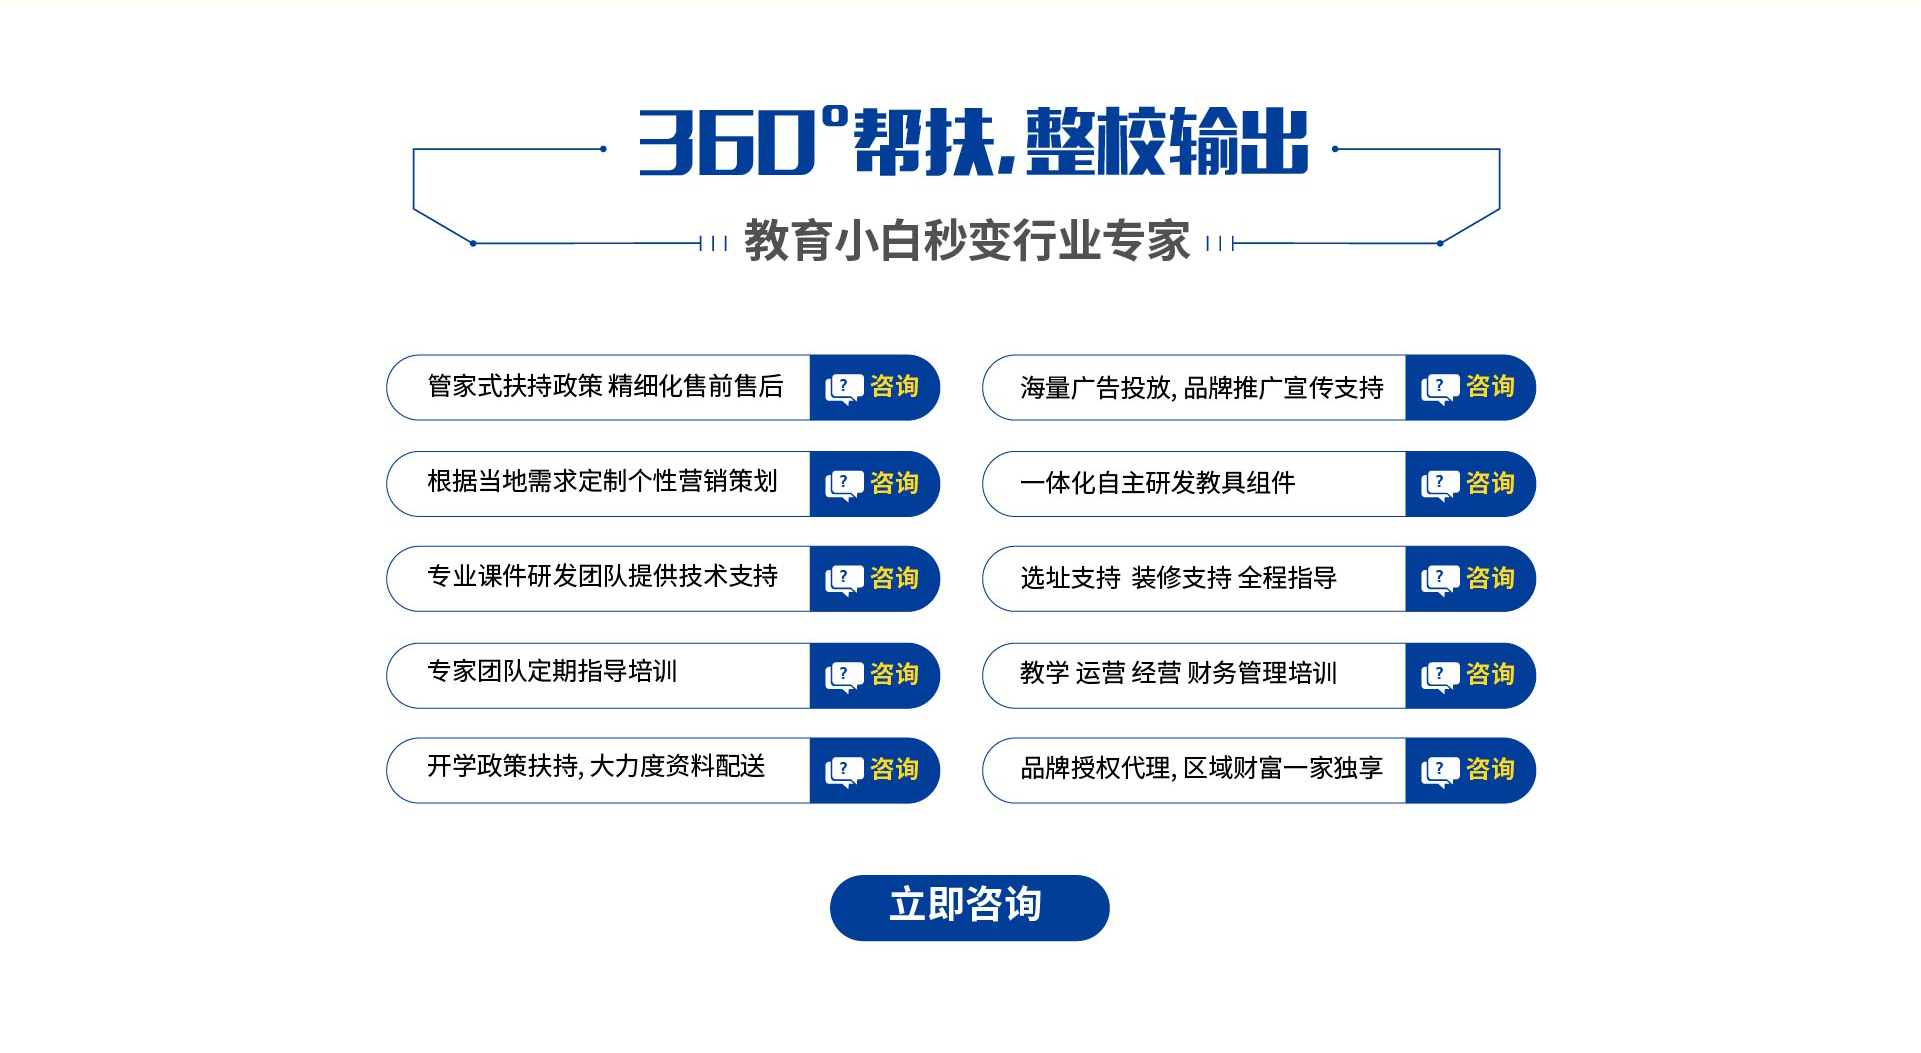 360°帮扶,整校输出
教育小白秒变行业专家
管家式扶持政策 精细化售前售后
? 咨询
海量广告投放, 品牌推广宣传支持
? 咨询
根据当地需求定制个性营销策划
? 咨询
一体化自主研发教具组件
? 咨询
专业课件研发团队提供技术支持
? 咨询
选址支持 装修支持 全程指导
? 咨询
专家团队定期指导培训
? 咨询
教学 运营 经营 财务管理培训
? 咨询
开学政策扶持, 大力度资料配送
? 咨询
品牌授权代理, 区域财富一家独享
? 咨询
立即咨询